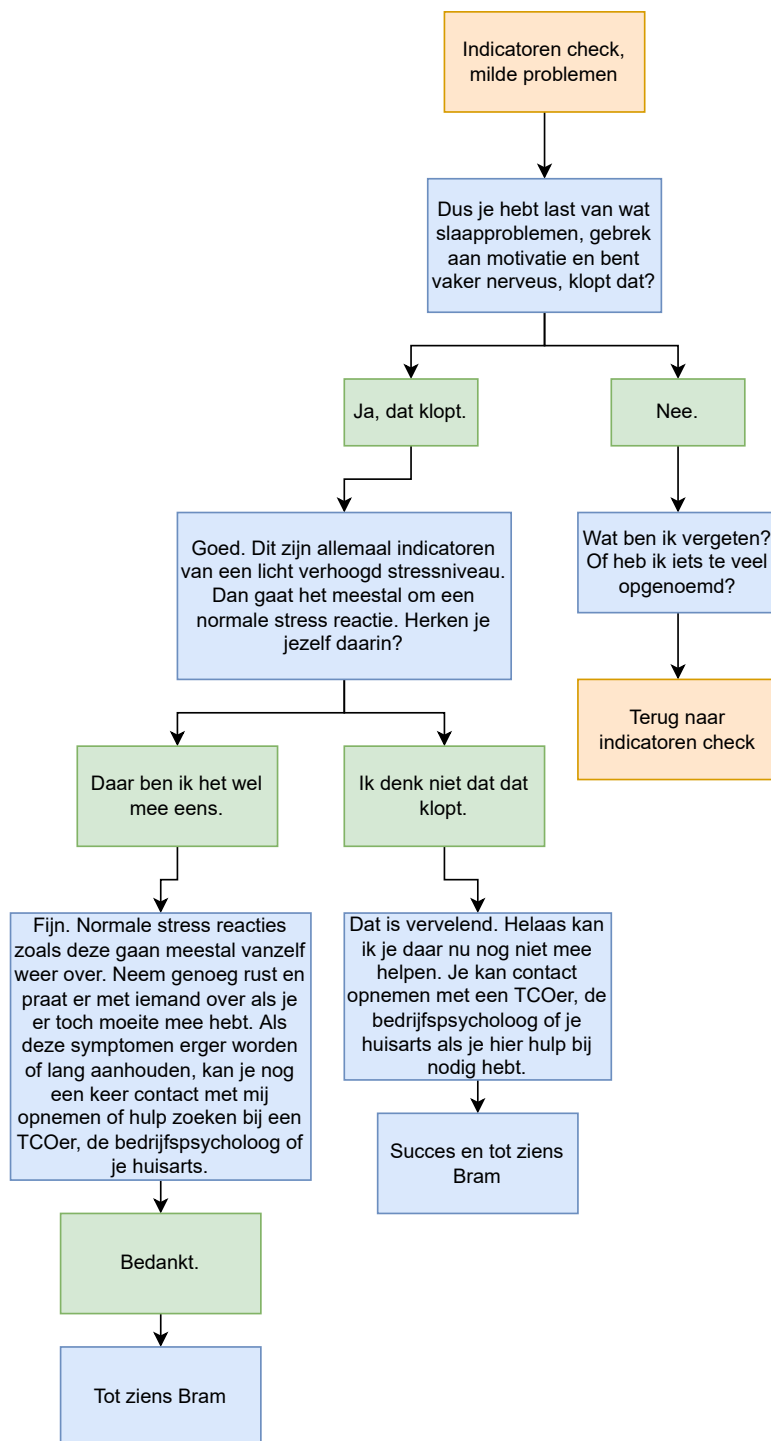 Indicatoren check,
milde problemen
Dus je hebt last van wat
slaapproblemen, gebrek
aan motivatie en bent
vaker nerveus, klopt dat?
Ja, dat klopt.
Nee.
Goed. Dit zijn allemaal indicatoren
van een licht verhoogd stressniveau.
Dan gaat het meestal om een
normale stress reactie. Herken je
jezelf daarin?
Wat ben ik vergeten?
Of heb ik iets te veel
opgenoemd?
Terug naar
indicatoren check
Daar ben ik het wel
mee eens.
Ik denk niet dat dat
klopt.
Fijn. Normale stress reacties
zoals deze gaan meestal vanzelf
weer over. Neem genoeg rust en
praat er met iemand over als je
er toch moeite mee hebt. Als
deze symptomen erger worden
of lang aanhouden, kan je nog
een keer contact met mij
opnemen of hulp zoeken bij een
TCOer, de bedrijfspsycholoog of
je huisarts.
Dat is vervelend. Helaas kan
ik je daar nu nog niet mee
helpen. Je kan contact
opnemen met een TCOer, de
bedrijfspsycholoog of je
huisarts als je hier hulp bij
nodig hebt.
Succes en tot ziens
Bram
Bedankt.
Tot ziens Bram